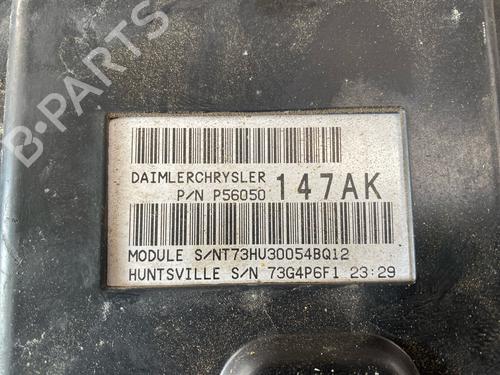 B-PARTS
DAIMLERCHRYSLER
P/N P56050 147AK
MODULE S/NT73HU30054BQ12
HUNTSVILLE S/N 73G4P6F1 23:29